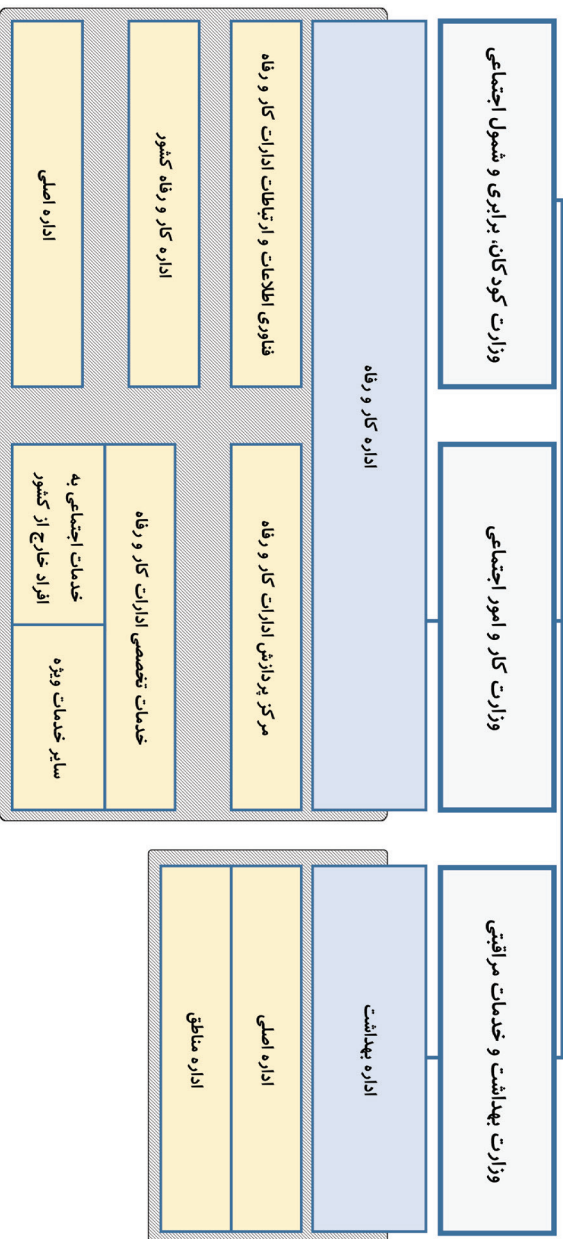 وزارت کودکان، برابری و شمول اجتماعی
وزارت کار و امور اجتماعی
وزارت بهداشت و خدمات مراقبتی
اداره کار و رفاه
اداره بهداشت
فناوری اطلاعات و ارتباطات ادارات کار و رفاه
مرکز پردازش ادارات کار و رفاه
اداره اصلی
اداره کار و رفاه کشور
خدمات تخصصی ادارات کار و رفاه
اداره مناطق
اداره اصلی
خدمات اجتماعی به
افراد خارج از کشور
سایر خدمات ویژه